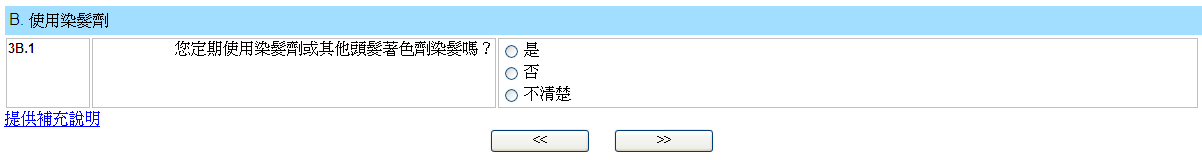 B. 使用染髮劑
3B.1 您定期使用染髮劑或其他頭髮著色劑染髮嗎？
是
否
不清楚
提供補充說明
<< >>